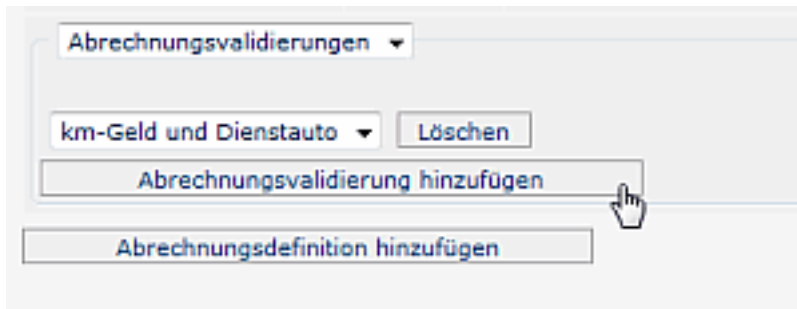 Abrechnungsvalidierungen
km-Geld und Dienstauto Löschen
Abrechnungsvalidierung hinzufügen
Abrechnungsdefinition hinzufügen